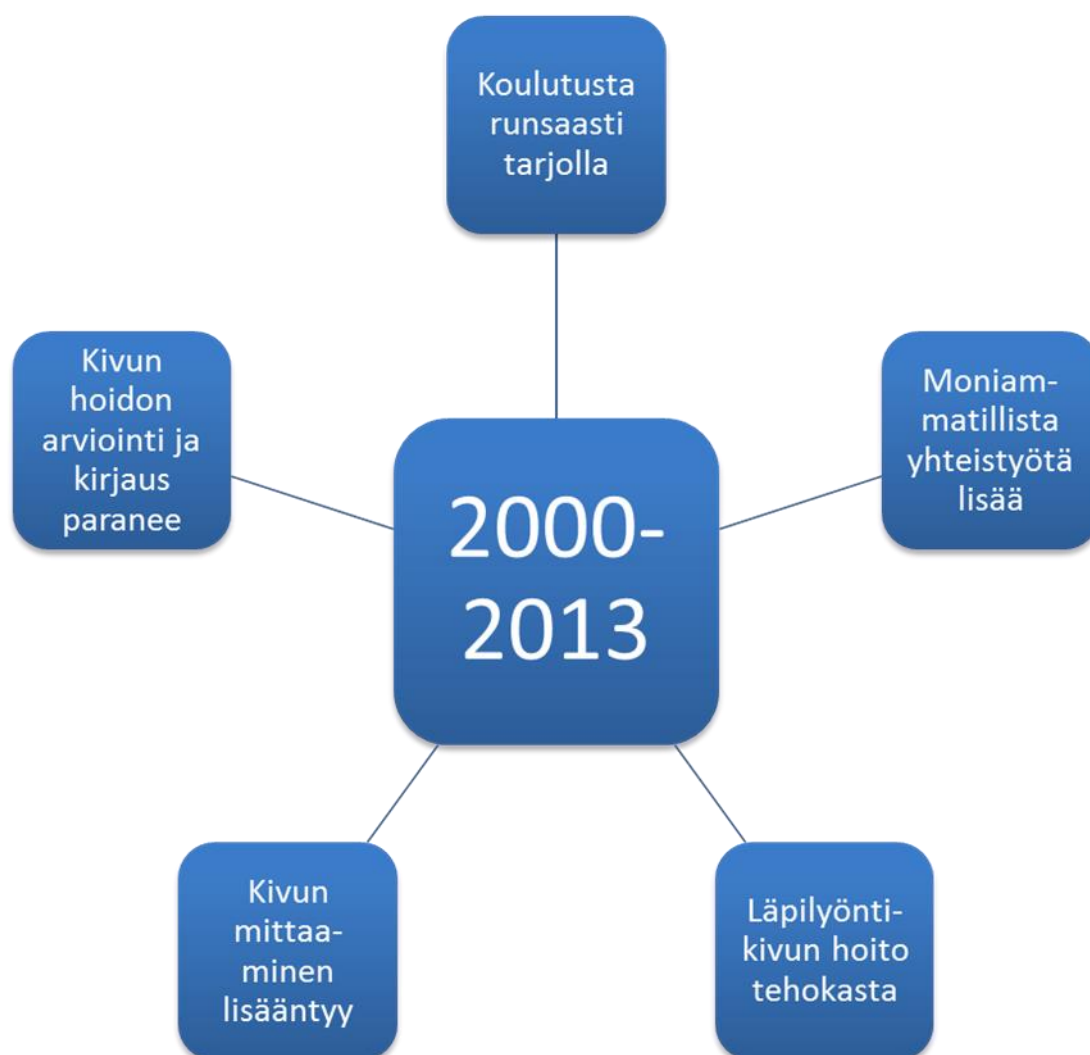 Koulutusta
runsaasti
tarjolla
Kivun
hoidon
arviointi ja
kirjaus
paranee
Moniam-
matillista
yhteistyötä
lisää
2000-
2013
Kivun
mittaa-
minen
lisääntyy
Läpilyönti-
kivun hoito
tehokasta